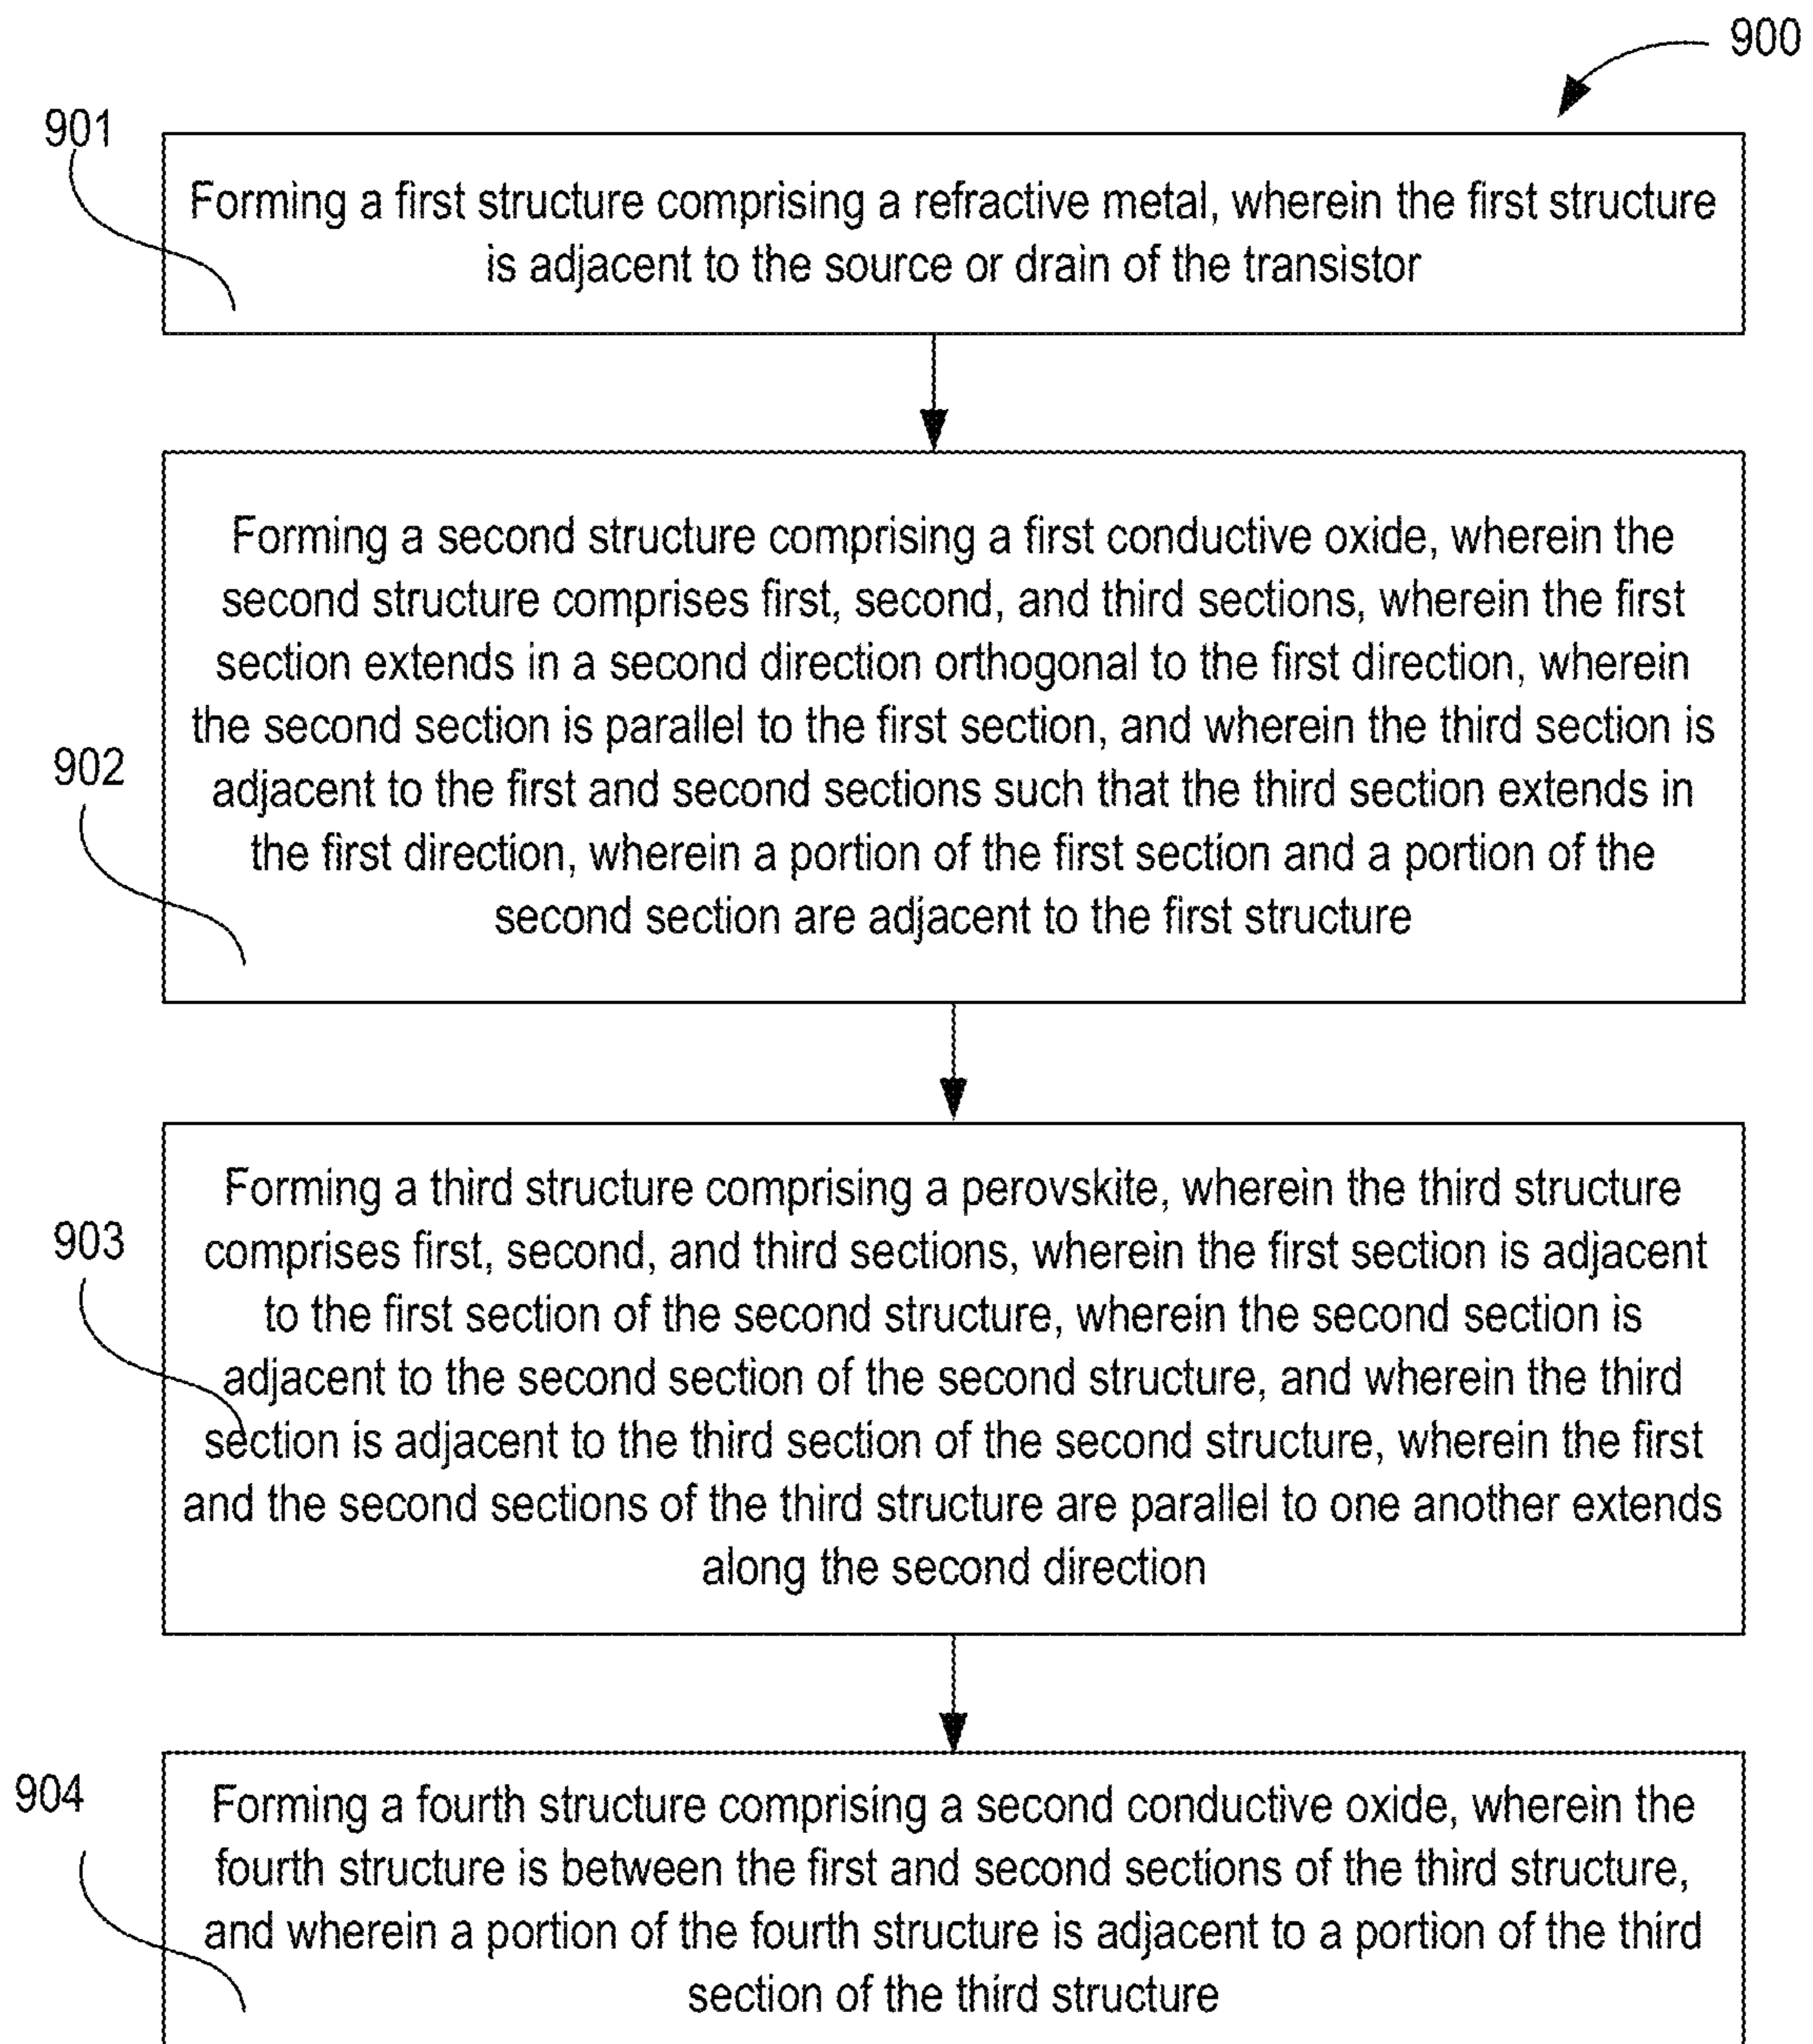 900
901
Forming a first structure comprising a refractive metal, wherein the first structure
is adjacent to the source or drain of the transistor
902
Forming a second structure comprising a first conductive oxide, wherein the
second structure comprises first, second, and third sections, wherein the first
section extends in a second direction orthogonal to the first direction, wherein
the second section is parallel to the first section, and wherein the third section is
adjacent to the first and second sections such that the third section extends in
the first direction, wherein a portion of the first section and a portion of the
second section are adjacent to the first structure
903
Forming a third structure comprising a perovskite, wherein the third structure
comprises first, second, and third sections, wherein the first section is adjacent
to the first section of the second structure, wherein the second section is
adjacent to the second section of the second structure, and wherein the third
section is adjacent to the third section of the second structure, wherein the first
and the second sections of the third structure are parallel to one another extends
along the second direction
904
Forming a fourth structure comprising a second conductive oxide, wherein the
fourth structure is between the first and second sections of the third structure,
and wherein a portion of the fourth structure is adjacent to a portion of the third
section of the third structure